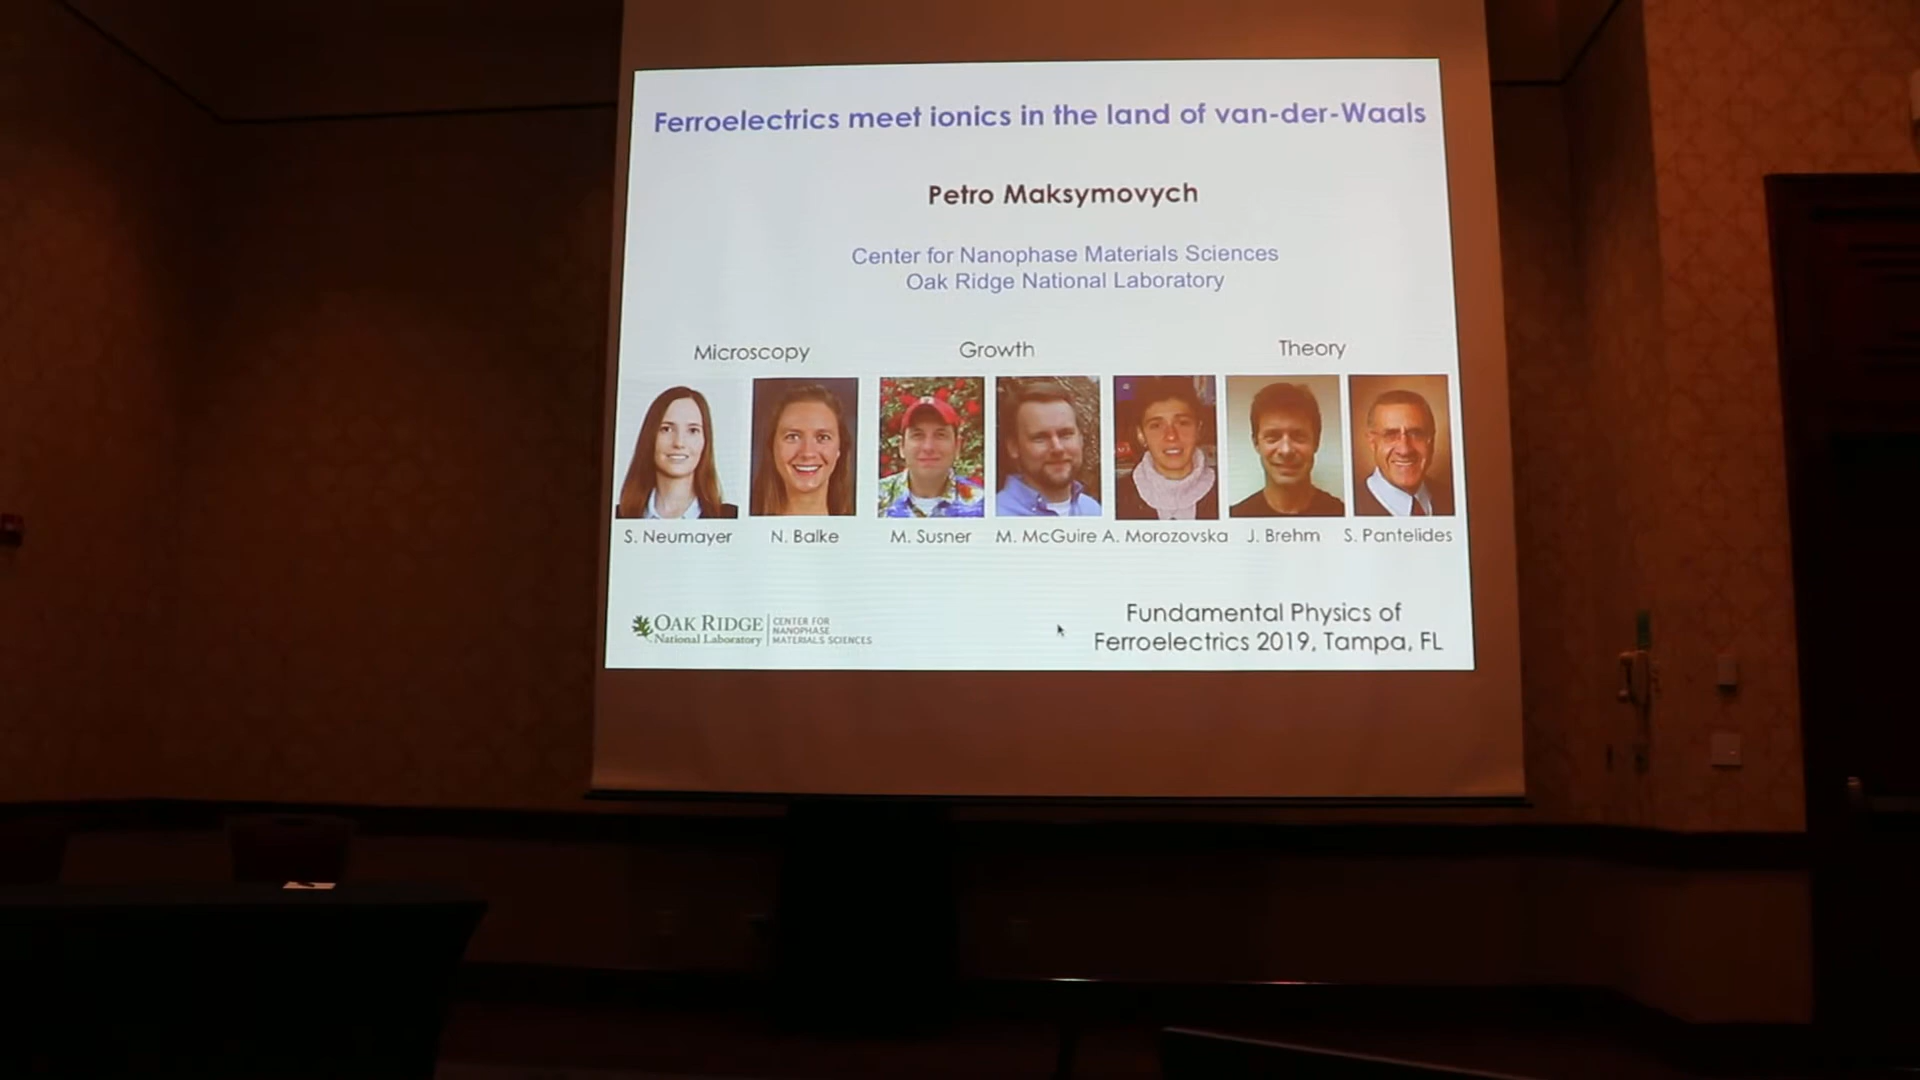 Ferroelectrics meet ionics in the land of van-der-Waals
Petro Maksymovych
Center for Nanophase Materials Sciences
Oak Ridge National Laboratory
Microscopy Growth Theory
S. Neumayer N. Balke M. Susner M. McGuire A. Morozovska J. Brehm S. Pantelides
OAK RIDGE
National Laboratory
CENTER FOR
NANOPHASE
MATERIALS SCIENCES
Fundamental Physics of
Ferroelectrics 2019, Tampa, FL